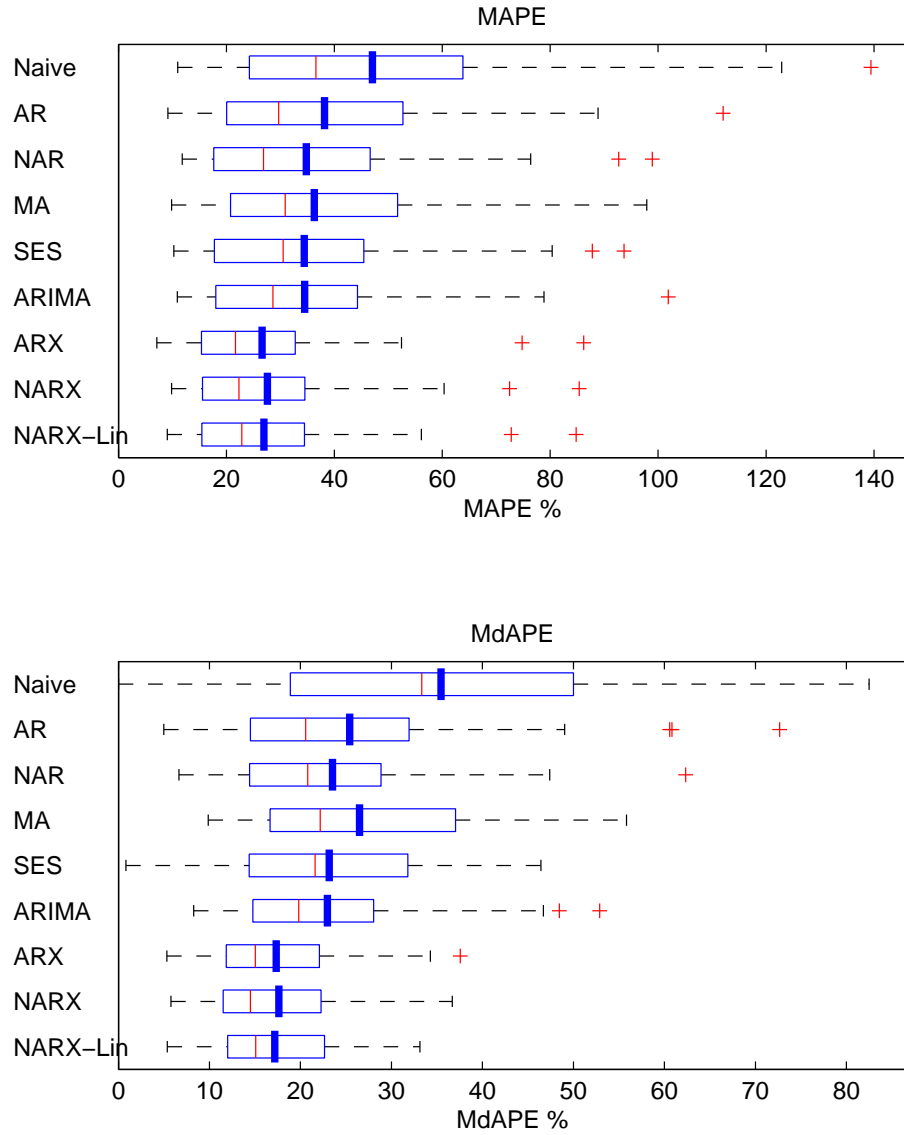 MAPE
Naive
AR
NAR
MA
SES
ARIMA
ARX
NARX
NARX−Lin
0 20 40 60 80 100 120 140
MAPE %
MdAPE
Naive
AR
NAR
MA
SES
ARIMA
ARX
NARX
NARX−Lin
0 10 20 30 40 50 60 70 80
MdAPE %